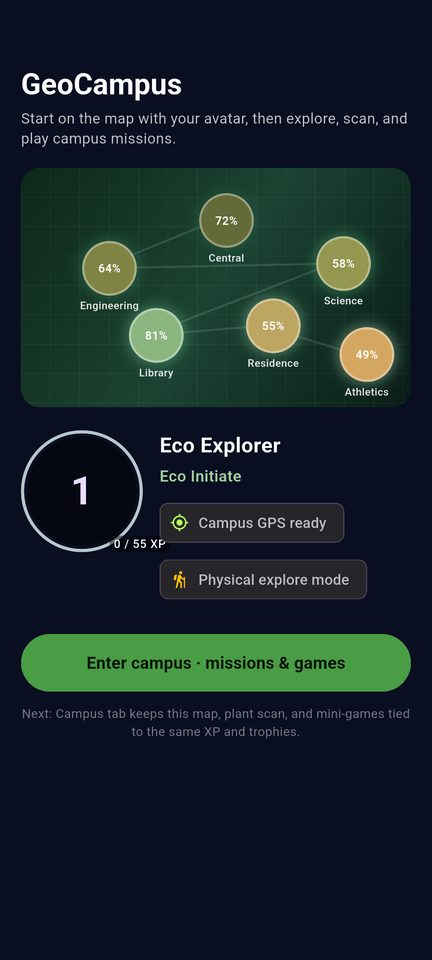 GeoCampus
Start on the map with your avatar, then explore, scan, and
play campus missions.
72%
Central
64%
Engineering
58%
Science
81%
Library
55%
Residence
49%
Athletics
1
0 / 55 XP
Eco Explorer
Eco Initiate
Campus GPS ready
Physical explore mode
Enter campus · missions & games
Next: Campus tab keeps this map, plant scan, and mini-games tied
to the same XP and trophies.